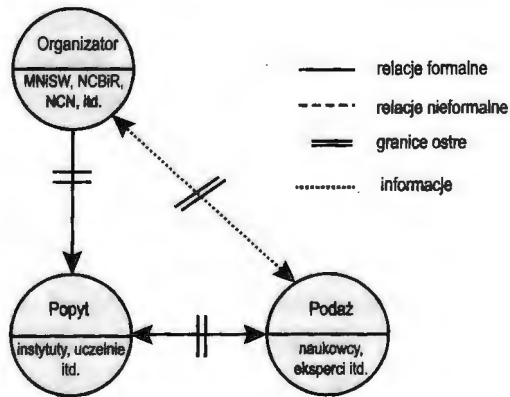 Organizator
MNiSW, NCBiR,
NCN, itd.
relacje formalne
relacje nieformalne
granice ostre
informacje
Popyt
instytuty, uczelnie
itd.
Podaż
naukowcy,
eksperci itd.